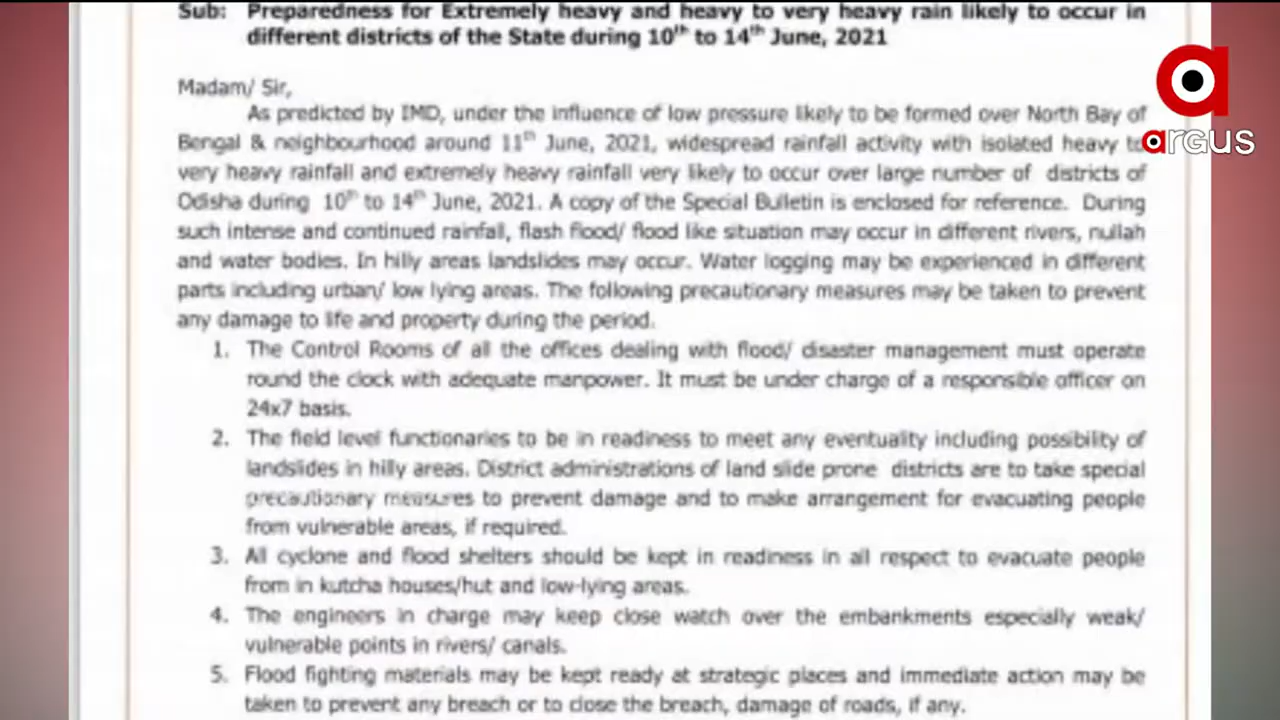 Sub: Preparedness for Extremely heavy and heavy to very heavy rain likely to occur in
different districts of the State during 10th to 14th June, 2021
Madam/ Sir,
As predicted by IMD, under the influence of low pressure likely to be formed over North Bay of
Bengal & neighbourhood around 11th June, 2021, widespread rainfall activity with isolated heavy to
very heavy rainfall and extremely heavy rainfall very likely to occur over large number of districts of
Odisha during 10th to 14th June, 2021. A copy of the Special Bulletin is enclosed for reference. During
such intense and continued rainfall, flash flood/ flood like situation may occur in different rivers, nullah
and water bodies. In hilly areas landslides may occur. Water logging may be experienced in different
parts including urban/ low lying areas. The following precautionary measures may be taken to prevent
any damage to life and property during the period.
1. The Control Rooms of all the offices dealing with flood/ disaster management must operate
round the clock with adequate manpower. It must be under charge of a responsible officer on
24x7 basis.
2. The field level functionaries to be in readiness to meet any eventuality including possibility of
landslides in hilly areas. District administrations of land slide prone districts are to take special
precautionary measures to prevent damage and to make arrangement for evacuating people
from vulnerable areas, if required.
3. All cyclone and flood shelters should be kept in readiness in all respect to evacuate people
from in kutcha houses/hut and low-lying areas.
4. The engineers in charge may keep close watch over the embankments especially weak/
vulnerable points in rivers/ canals.
5. Flood fighting materials may be kept ready at strategic places and immediate action may be
taken to prevent any breach or to close the breach, damage of roads, if any.
a
argus